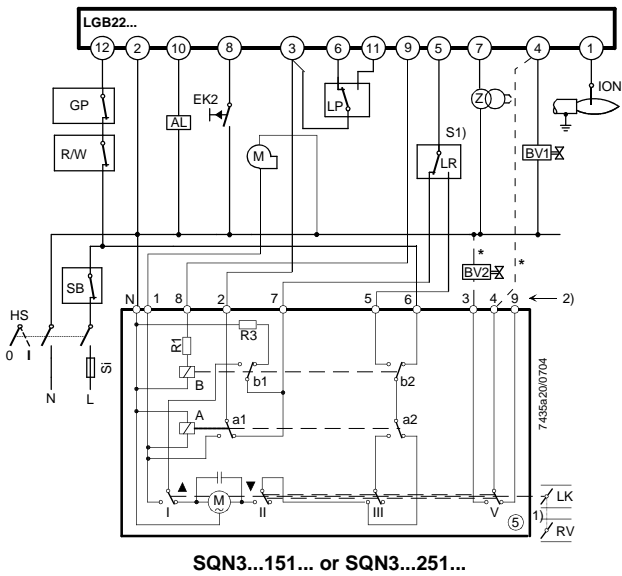 LGB22...
12 2 10 8 3 6 11 9 5 7 4 1
ION
GP
EK2
LP
Z
AL
S1)
R/W
M
LR
BV1
*
*
SB
BV2
HS
N 1 8 2 7 5 6 3 4 9 2)
0 I
Si
R3
R1
N L
B b1 b2
A a1 a2
7435a20/0704
▲ ▼
LK
M
~
I II III V
1)
5
RV
SQN3...151... or SQN3...251...